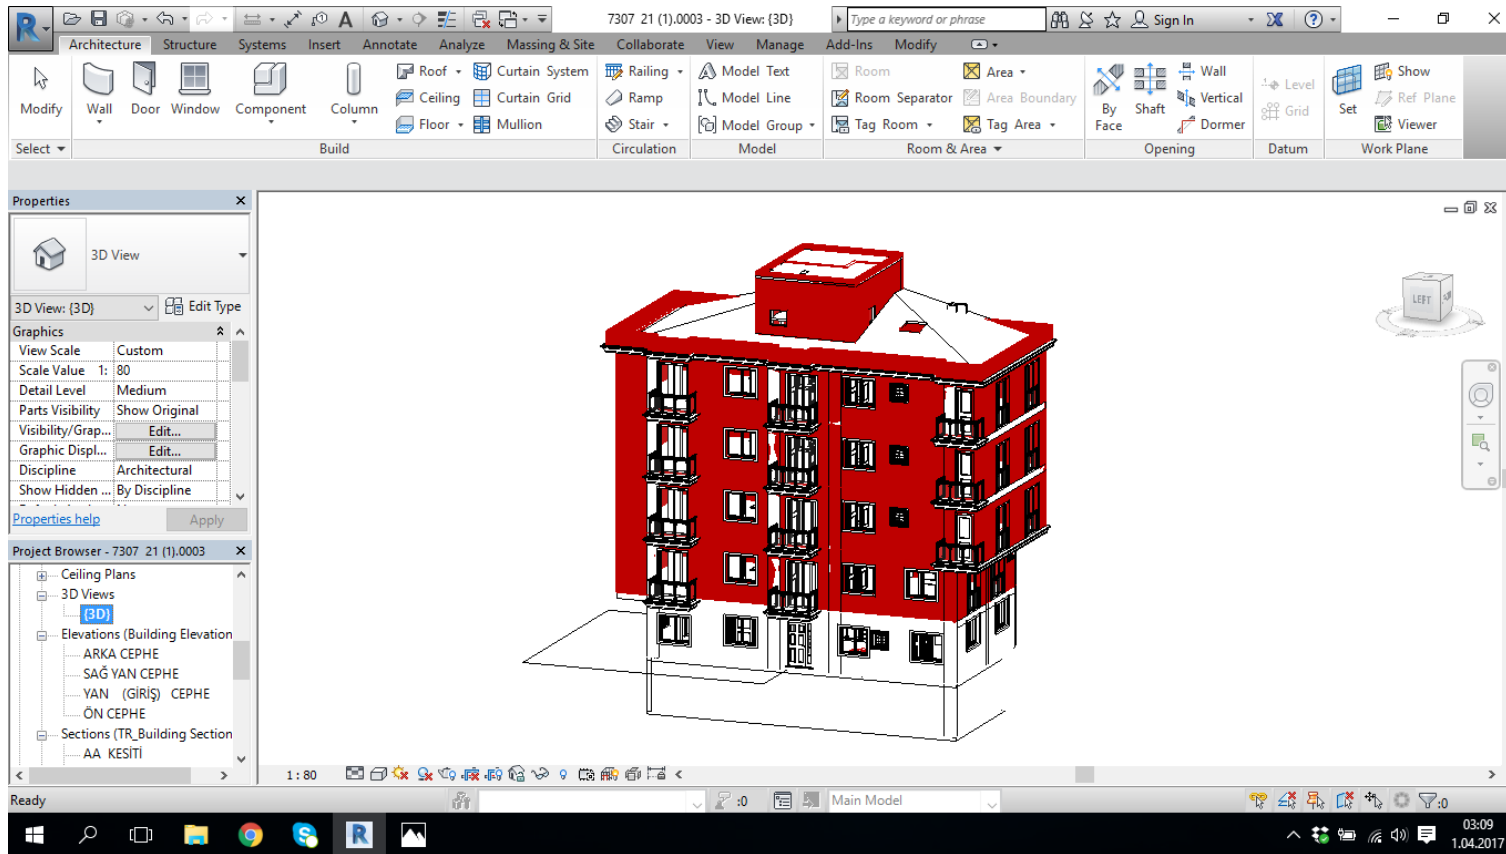 7307 21 (1).0003 - 3D View: {3D}
Type a keyword or phrase
Sign In
Architecture Structure Systems Insert Annotate Analyze Massing & Site Collaborate View Manage Add-Ins Modify
Modify
Wall
Door
Window
Component
Column
Roof
Ceiling
Floor
Curtain System
Curtain Grid
Mullion
Railing
Ramp
Stair
Model Text
Model Line
Model Group
Room
Room Separator
Tag Room
Area
Area Boundary
Tag Area
By Face
Shaft
Wall
Vertical
Dormer
Level
Grid
Set
Show
Ref Plane
Viewer
Select
Build
Circulation
Model
Room & Area
Opening
Datum
Work Plane
Properties
3D View
3D View: {3D}
Edit Type
Graphics
View Scale Custom
Scale Value 1: 80
Detail Level Medium
Parts Visibility Show Original
Visibility/Grap... Edit...
Graphic Displ... Edit...
Discipline Architectural
Show Hidden ... By Discipline
Properties help
Apply
Project Browser - 7307 21 (1).0003
Ceiling Plans
3D Views
{3D}
Elevations (Building Elevation
ARKA CEPHE
SAĞ YAN CEPHE
YAN (GİRİŞ) CEPHE
ÖN CEPHE
Sections (TR_Building Section
AA KESİTİ
LEFT
1 : 80
Ready
:0
Main Model
:0
03:09
1.04.2017